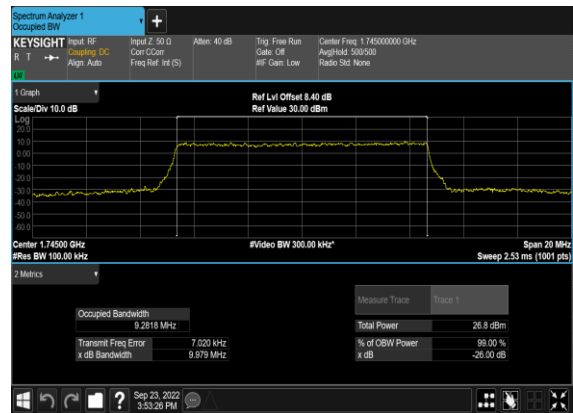 Spectrum Analyzer 1
Occupied BW
KEYSIGHT Input: RF Input Z: 50 Ω Atten: 40 dB Trig: Free Run Center Freq: 1.745000000 GHz
R T Coupling: DC Corr CCorr Gate: Off Avg|Hold: 500/500
Align: Auto Freq Ref: Int (S) #IF Gain: Low Radio Std: None
LW
1 Graph
Ref Lvl Offset 8.40 dB
Scale/Div 10.0 dB Ref Value 30.00 dBm
Log
20.0
10.0
0.00
-10.0
-20.0
-30.0
-40.0
-50.0
-60.0
Center 1.74500 GHz #Video BW 300.00 kHz* Span 20 MHz
#Res BW 100.00 kHz Sweep 2.53 ms (1001 pts)
2 Metrics
Measure Trace Trace 1
Occupied Bandwidth
9.2818 MHz Total Power 26.8 dBm
Transmit Freq Error 7.020 kHz % of OBW Power 99.00 %
x dB Bandwidth 9.979 MHz x dB -26.00 dB
Sep 23, 2022
3:53:26 PM